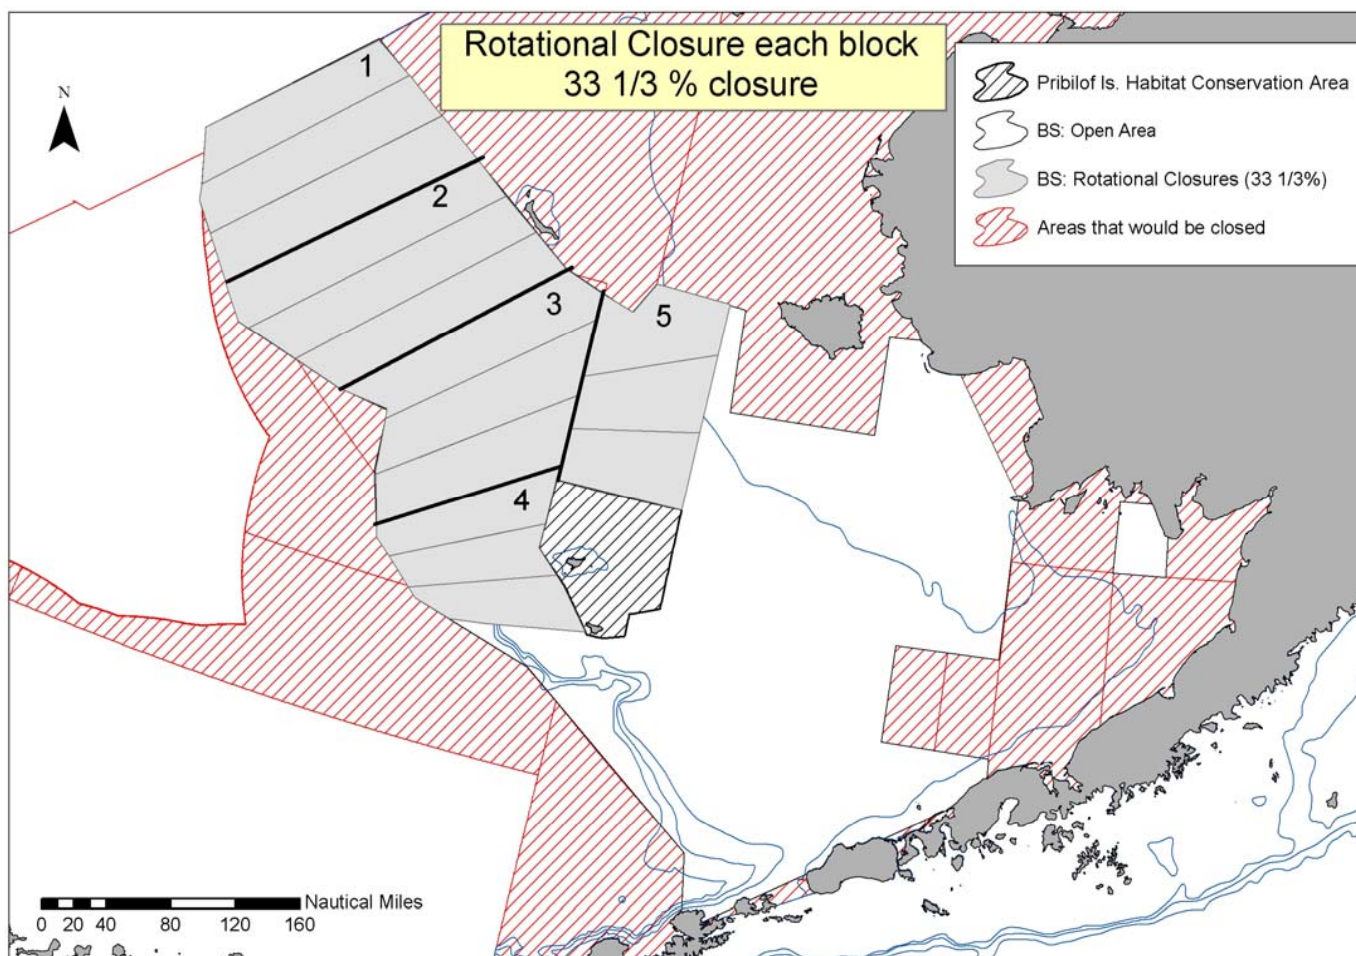 Rotational Closure each block
33 1/3 % closure
N
Pribilof Is. Habitat Conservation Area
BS: Open Area
BS: Rotational Closures (33 1/3%)
Areas that would be closed
1
2
3
5
4
Nautical Miles
0 20 40 80 120 160